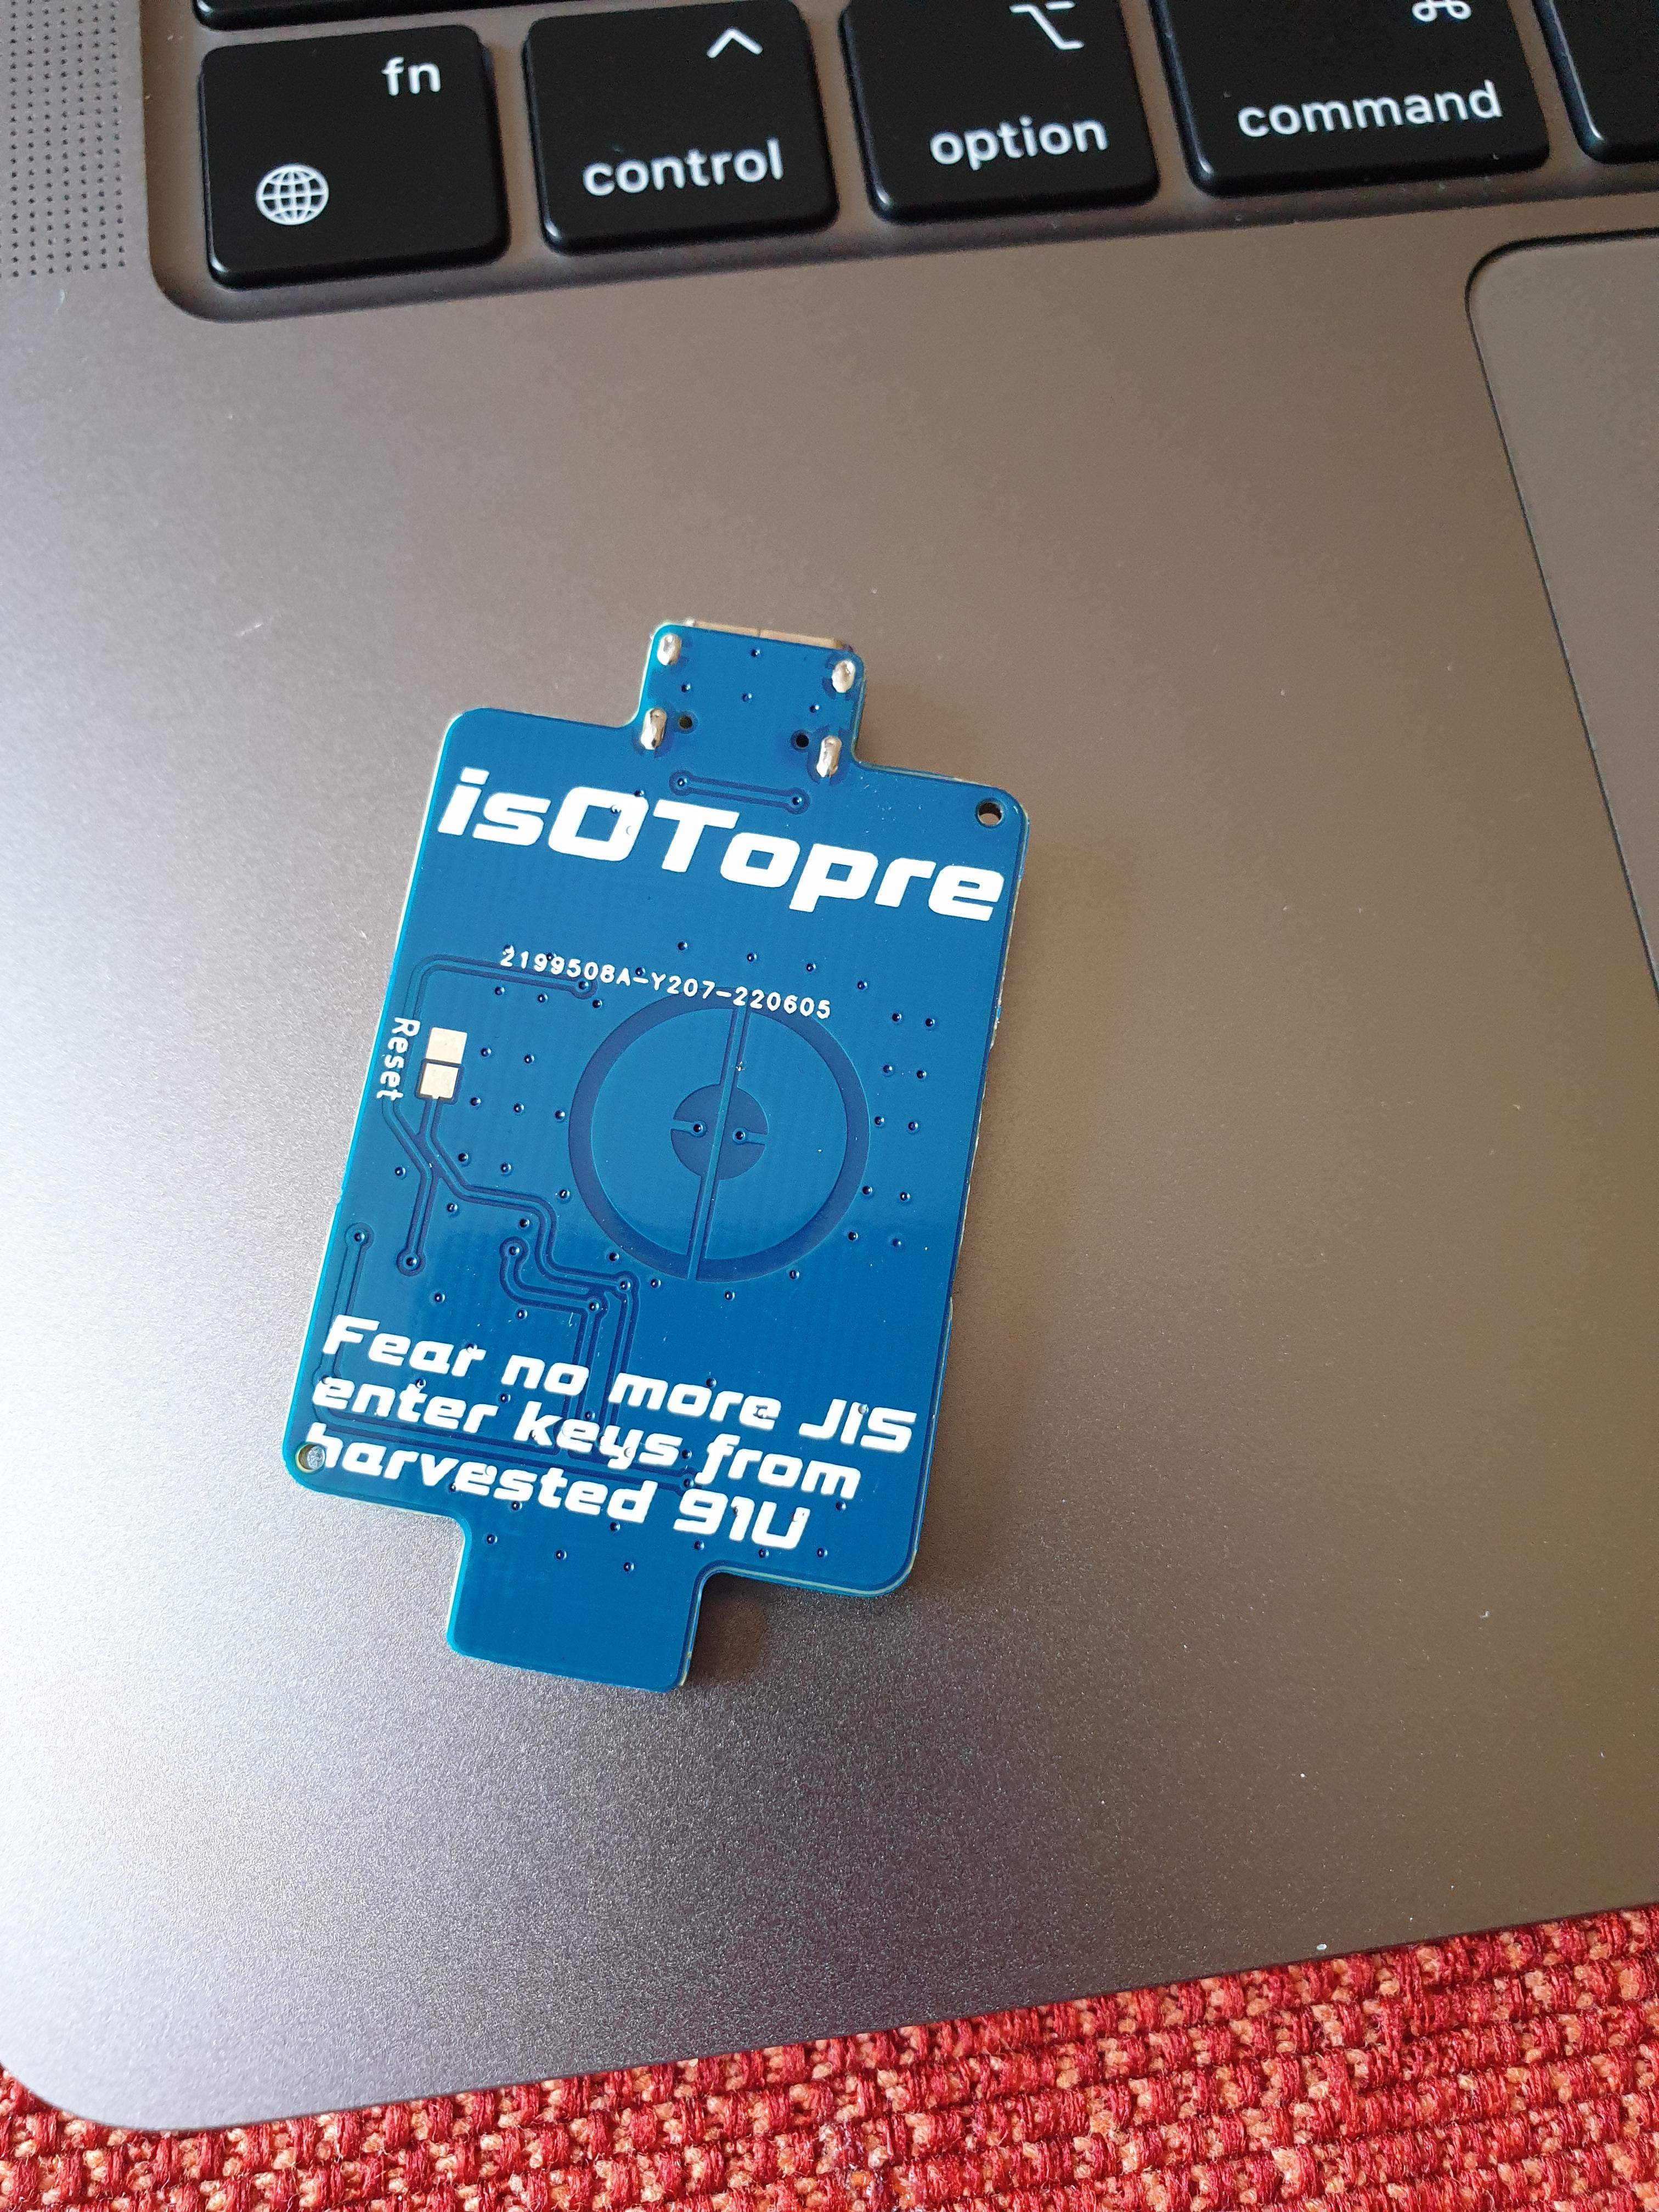 fn
control
option
command
isOTopre
2199508A-Y207-220605
Reset
Fear no more JIS
enter keys from
harvested 91U